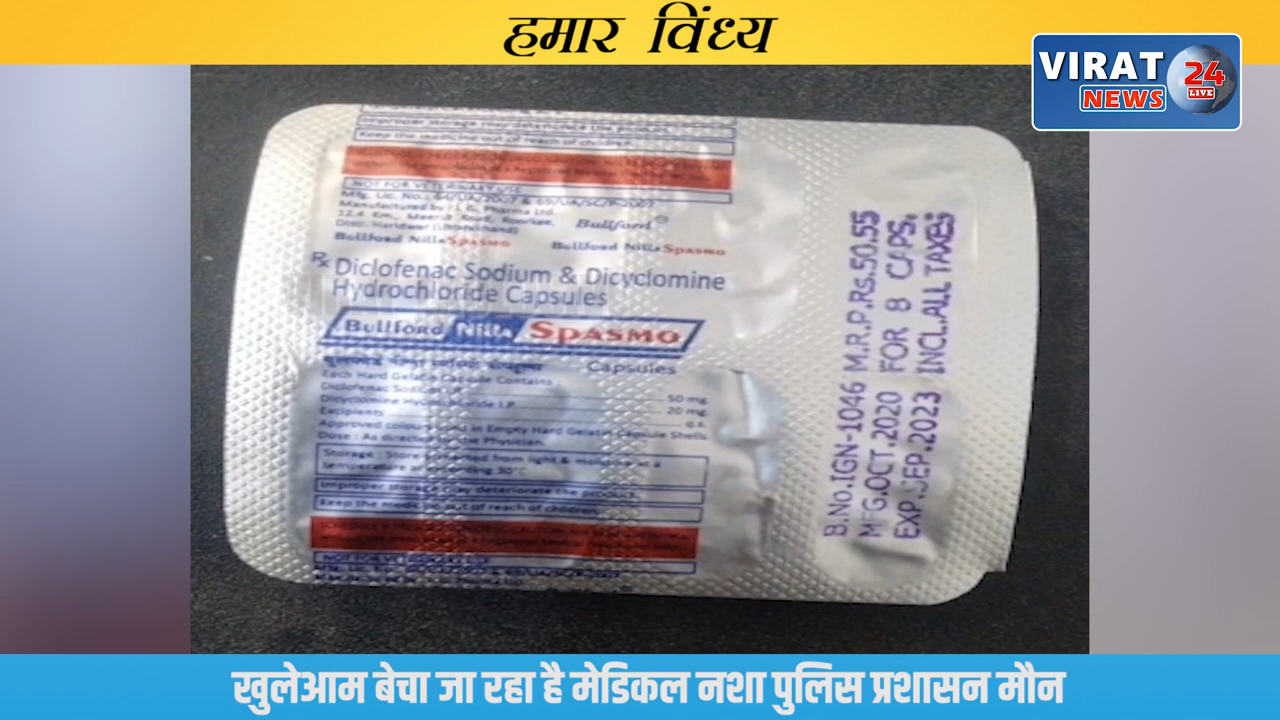 हमार विंध्य
VIRAT 24
NEWS LIVE
Improper storage may deteriorate the product.
Keep the medicine out of reach of children.
NOT FOR VETERINARY USE
Mfg. Lic. No.:
Manufactured by:
Pharma Ltd.
12.4 Km., Meerut Road, Roorkee,
Distt. Haridwar (Uttarakhand)
Bullford
Bullford Nilla SPASMO Bullford Nilla SPASMO
Rx Diclofenac Sodium & Dicyclomine
Hydrochloride Capsules
Bullford Nilla SPASMO
Capsules
Each Hard Gelatin Capsule Contains:
Diclofenac Sodium I.P. 50 mg.
Dicyclomine Hydrochloride I.P. 20 mg.
Excipients q.s.
Approved colours used in Empty Hard Gelatin Capsule Shells.
Dose : As directed by the Physician.
Storage : Store protected from light & moisture at a
temperature not exceeding 30°C
Improper storage may deteriorate the product.
Keep the medicine out of reach of children.
NOT FOR VETERINARY USE
B.No.IGN-1046 M.R.P.Rs.50.55
MFG.OCT.2020 FOR 8 CAPS.
EXP.SEP.2023 INCL.ALL TAXES
खुलेआम बेचा जा रहा है मेडिकल नशा पुलिस प्रशासन मौन